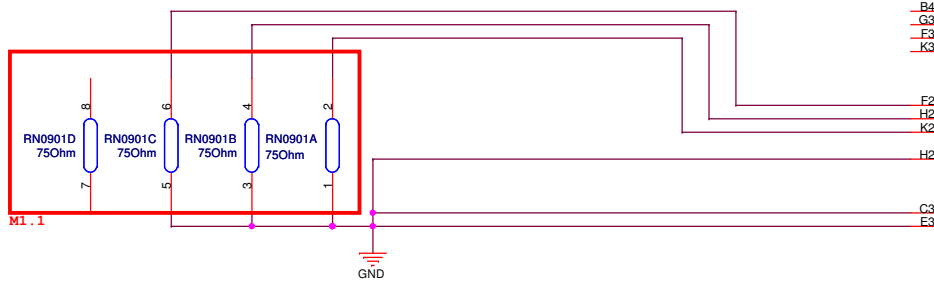 B4
G3
F3
K3
8
6
4
2
F2
H2
K2
RN0901D
75Ohm
RN0901C
75Ohm
RN0901B
75Ohm
RN0901A
75Ohm
H2
7
5
3
1
C3
M1.1
E3
GND